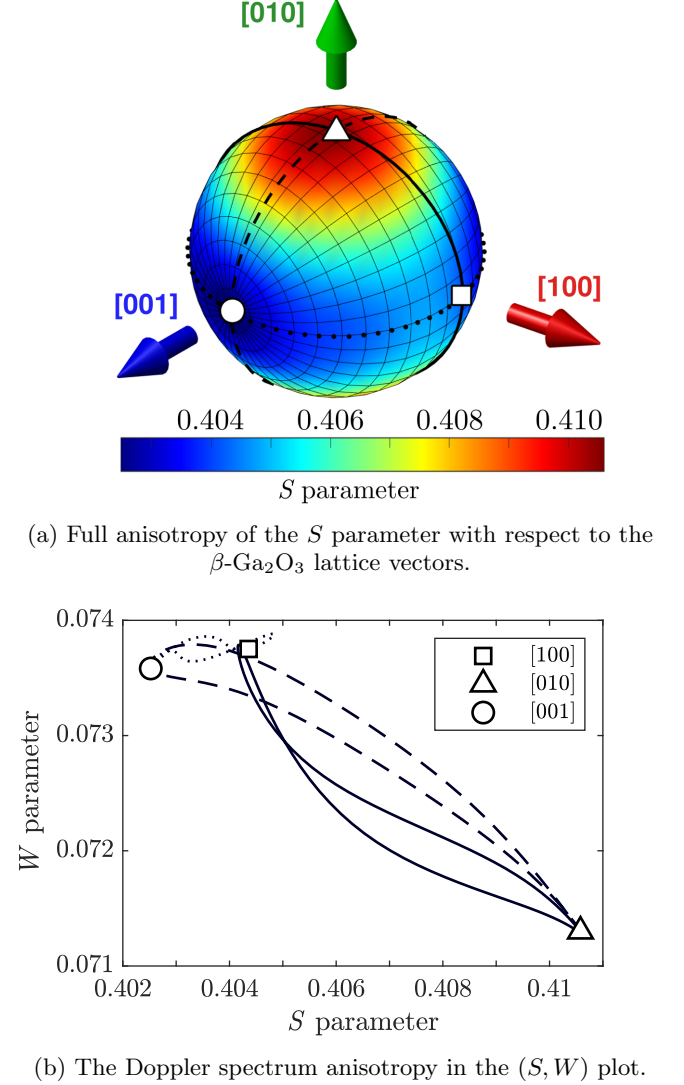 [010]
[001]
[100]
0.404 0.406 0.408 0.410
S parameter
(a) Full anisotropy of the S parameter with respect to the
β-Ga₂O₃ lattice vectors.
0.074
0.073
0.072
0.071
W parameter
[100]
[010]
[001]
0.402 0.404 0.406 0.408 0.41
S parameter
(b) The Doppler spectrum anisotropy in the (S, W) plot.